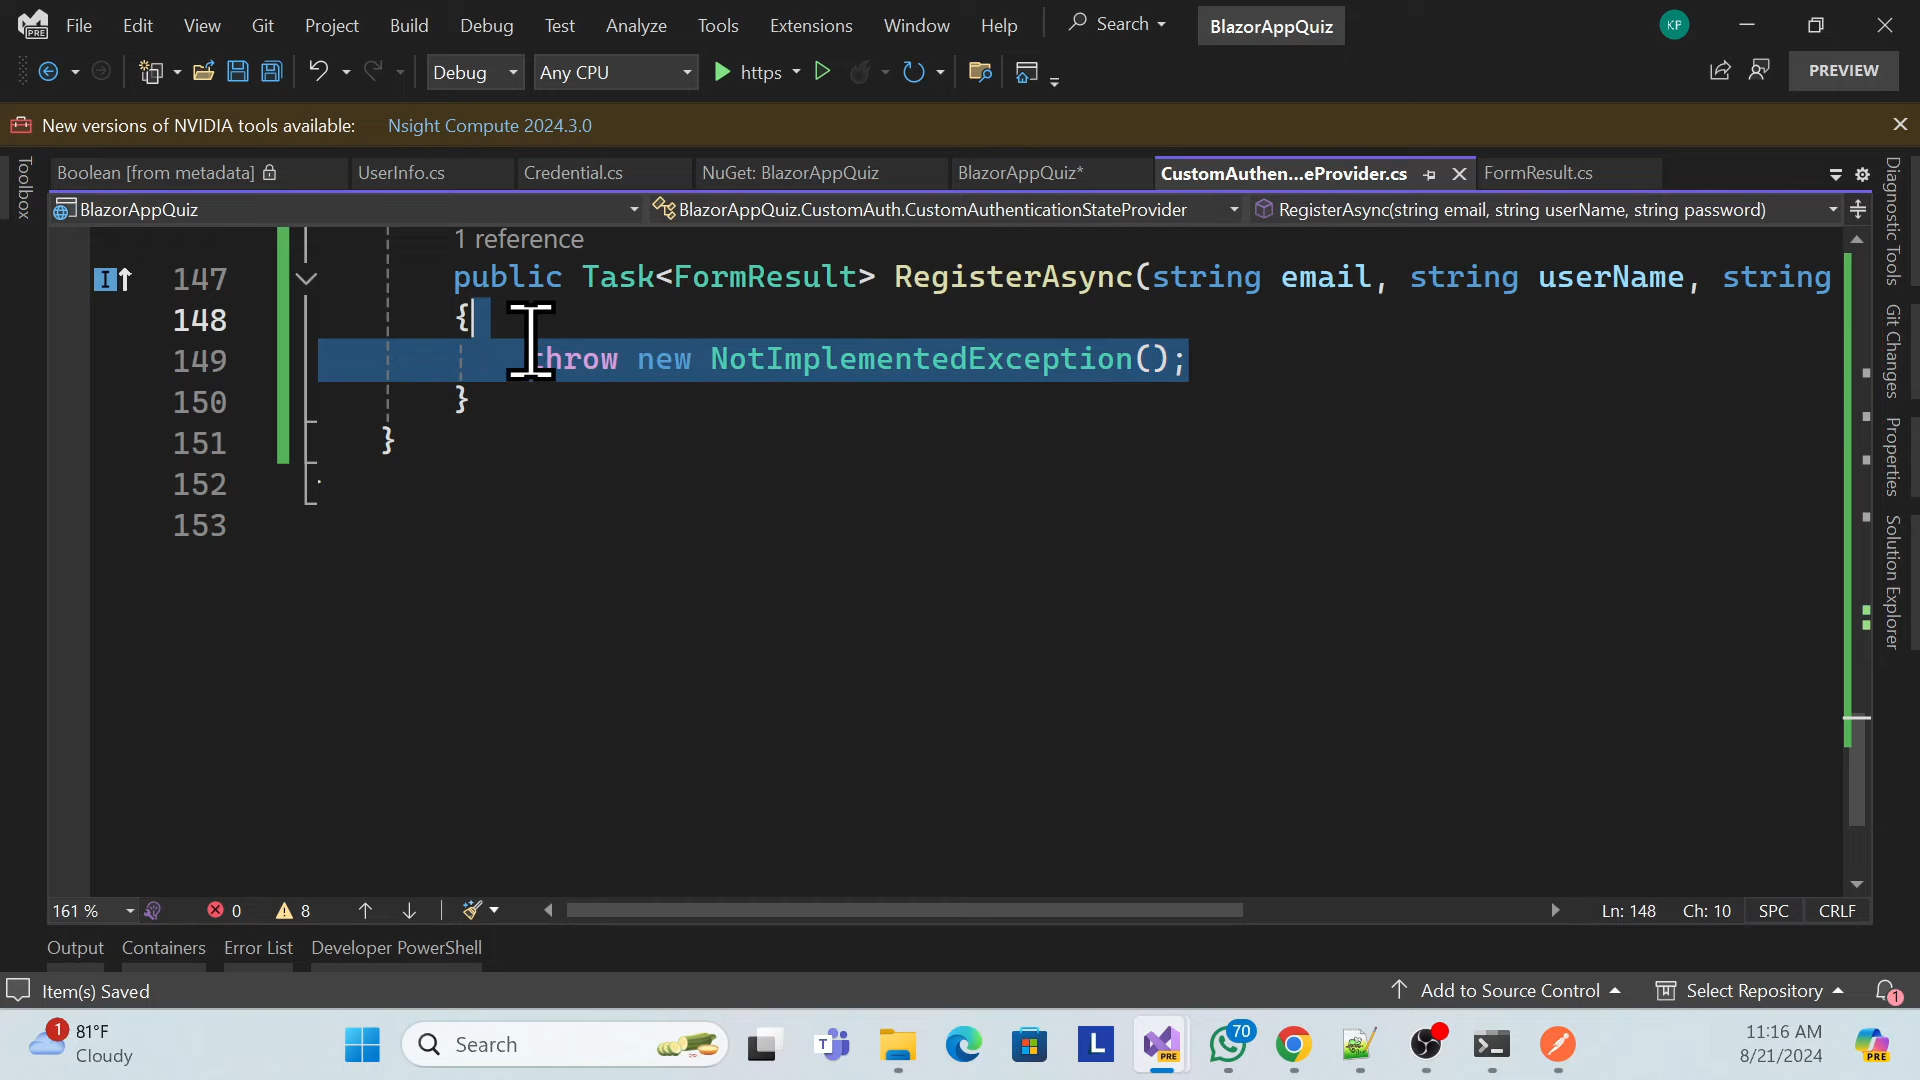 PRE File Edit View Git Project Build Debug Test Analyze Tools Extensions Window Help Search BlazorAppQuiz KP
Debug Any CPU https PREVIEW
New versions of NVIDIA tools available: Nsight Compute 2024.3.0
Boolean [from metadata] UserInfo.cs Credential.cs NuGet: BlazorAppQuiz BlazorAppQuiz* CustomAuthen...eProvider.cs FormResult.cs
BlazorAppQuiz BlazorAppQuiz.CustomAuth.CustomAuthenticationStateProvider RegisterAsync(string email, string userName, string password)
Toolbox
1 reference
147 public Task<FormResult> RegisterAsync(string email, string userName, string
148 {
149 throw new NotImplementedException();
150 }
151 }
152
153
Diagnostic Tools
Git Changes
Properties
Solution Explorer
161 % 0 8 Ln: 148 Ch: 10 SPC CRLF
Output Containers Error List Developer PowerShell
Item(s) Saved Add to Source Control Select Repository 1
1 81°F
Cloudy
Search
L
PRE
70
11:16 AM
8/21/2024
PRE